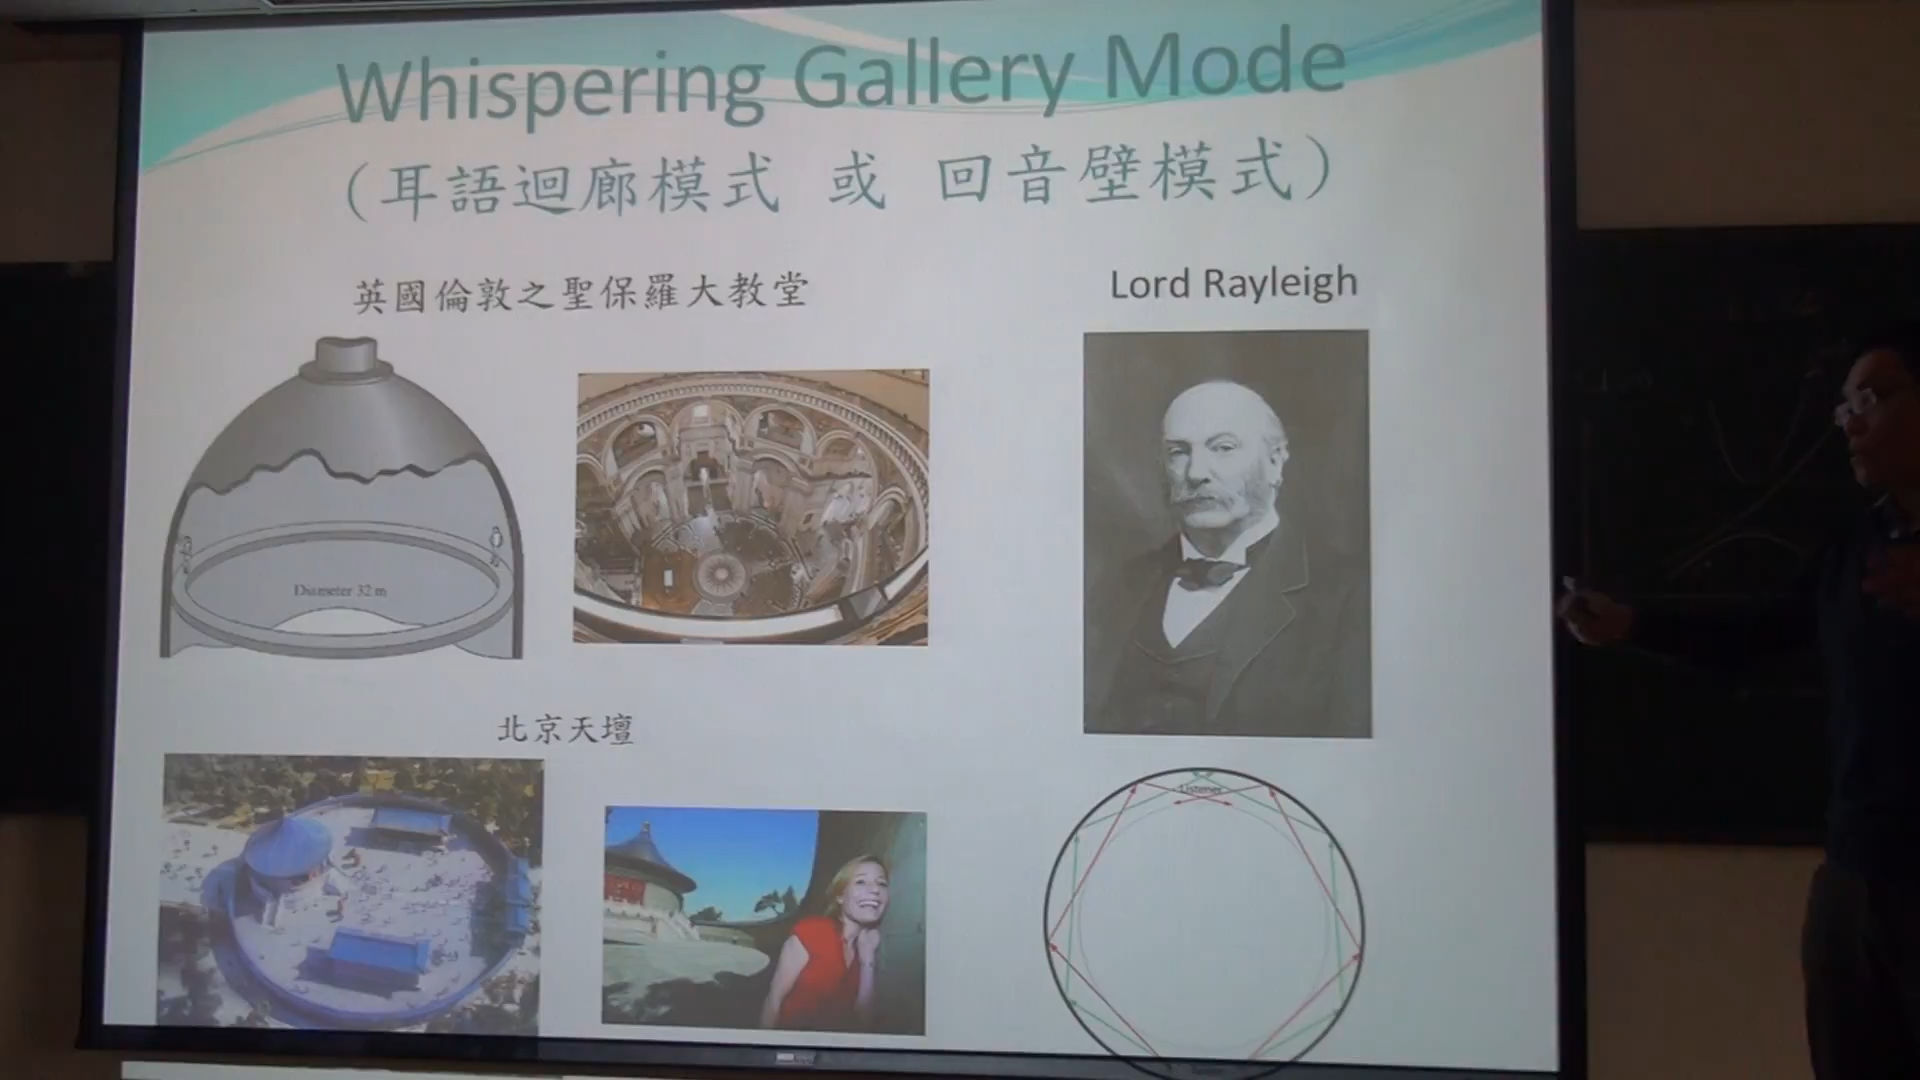 Whispering Gallery Mode
(耳語迴廊模式 或 回音壁模式)
英國倫敦之聖保羅大教堂
Lord Rayleigh
Diameter 32 m
北京天壇
Listener